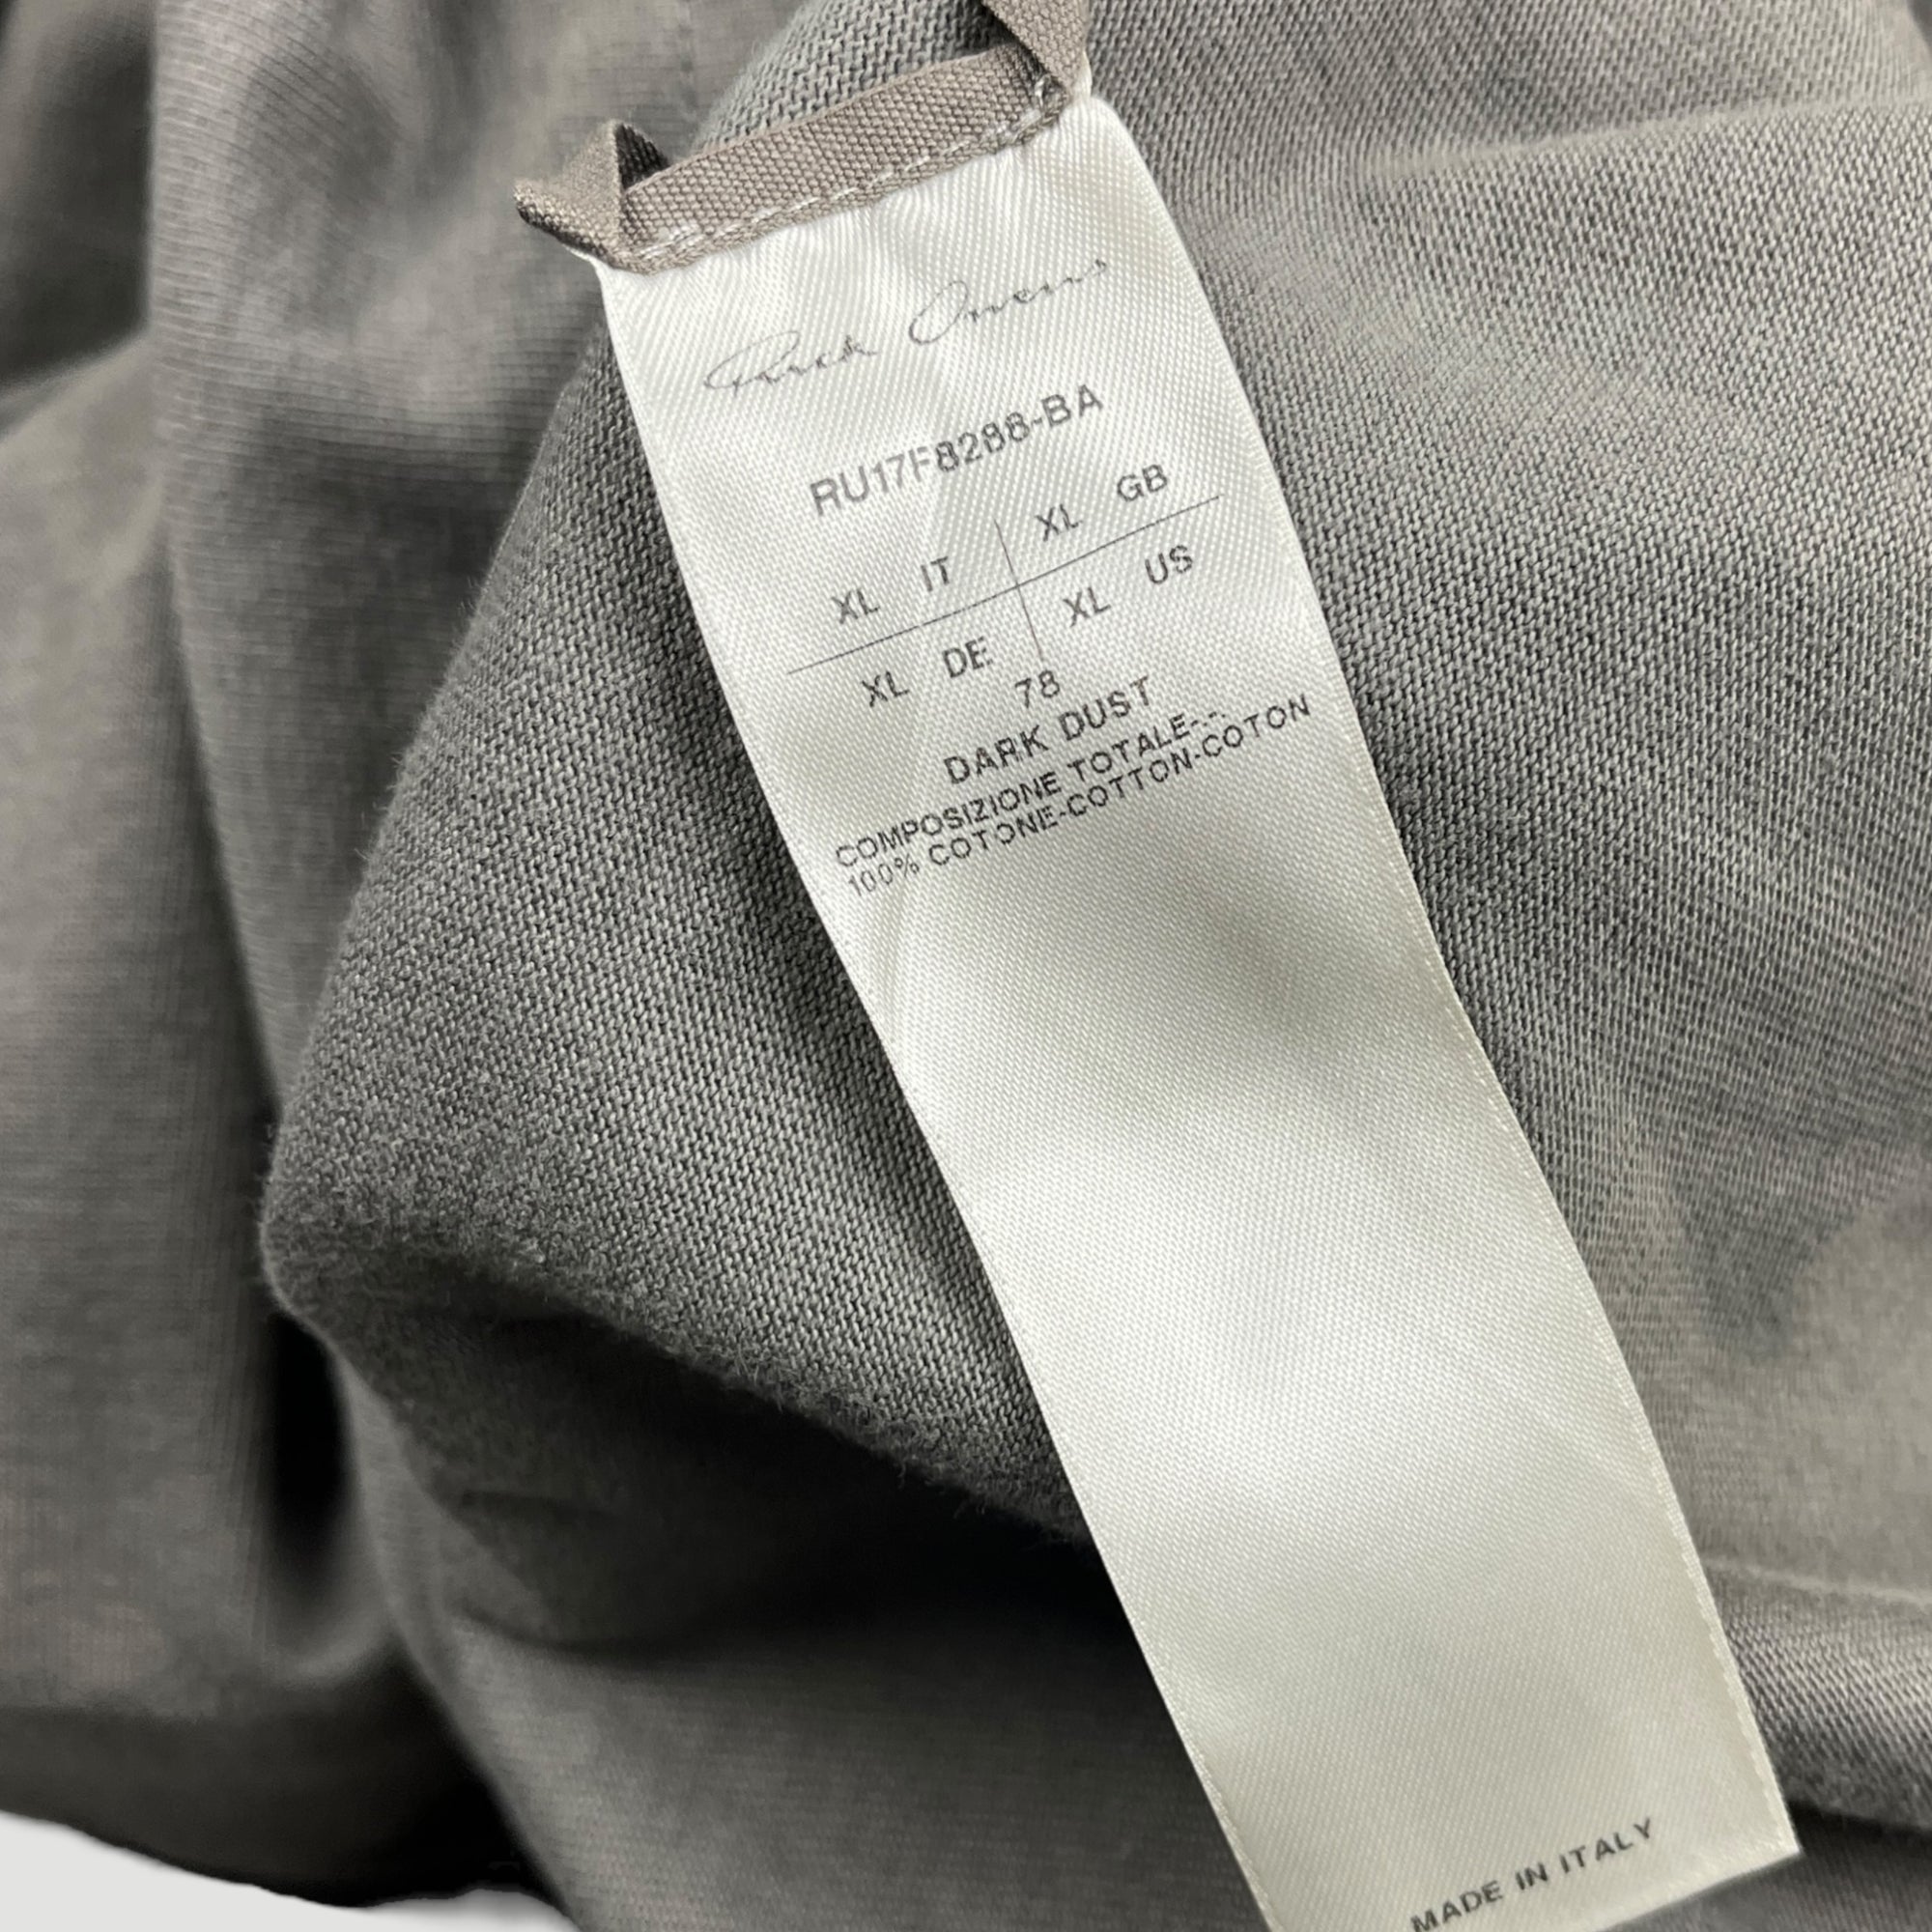 Rick Owens
RU17F8288-BA
XL IT XL GB
XL DE XL US
78
DARK DUST
COMPOSIZIONE TOTALE--
100% COTONE-COTTON-COTON
MADE IN ITALY